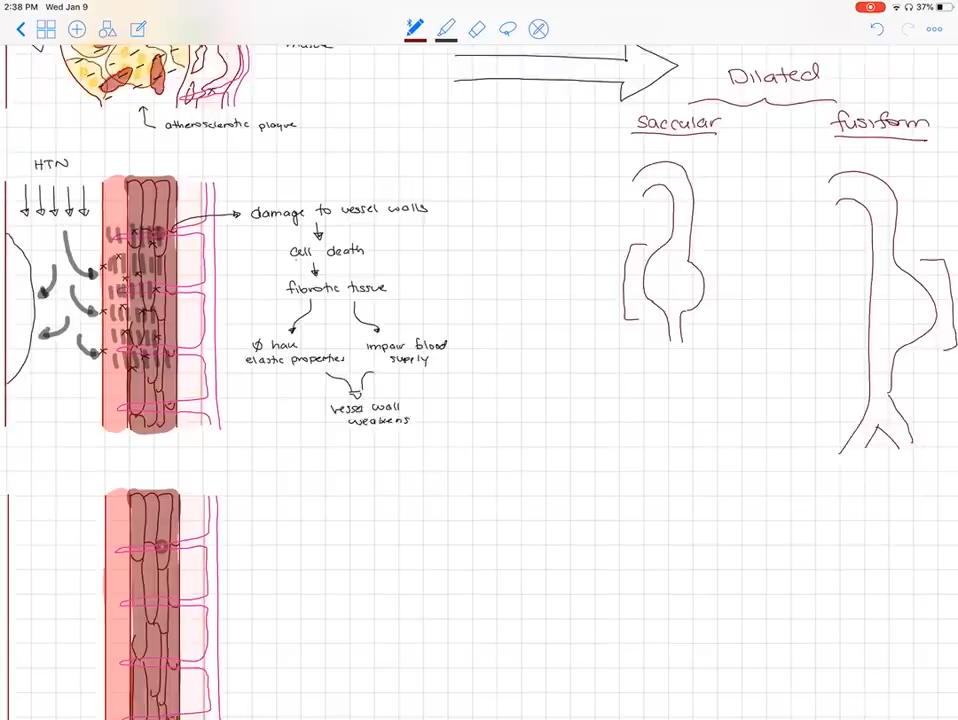 2:38 PM Wed Jan 9
37%
Dilated
saccular
fusiform
atherosclerotic plaque
HTN
damage to vessel walls
cell death
fibrotic tissue
Ø have
elastic properties
impair blood
supply
vessel wall
weakens